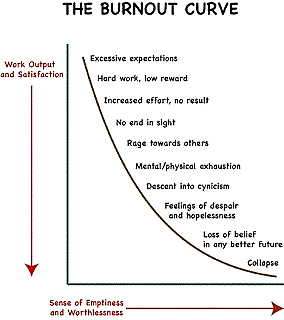 THE BURNOUT CURVE
Work Output
and Satisfaction
Excessive expectations
Hard work, low reward
Increased effort, no result
No end in sight
Rage towards others
Mental/physical exhaustion
Descent into cynicism
Feelings of despair
and hopelessness
Loss of belief
in any better future
Collapse
Sense of Emptiness
and Worthlessness